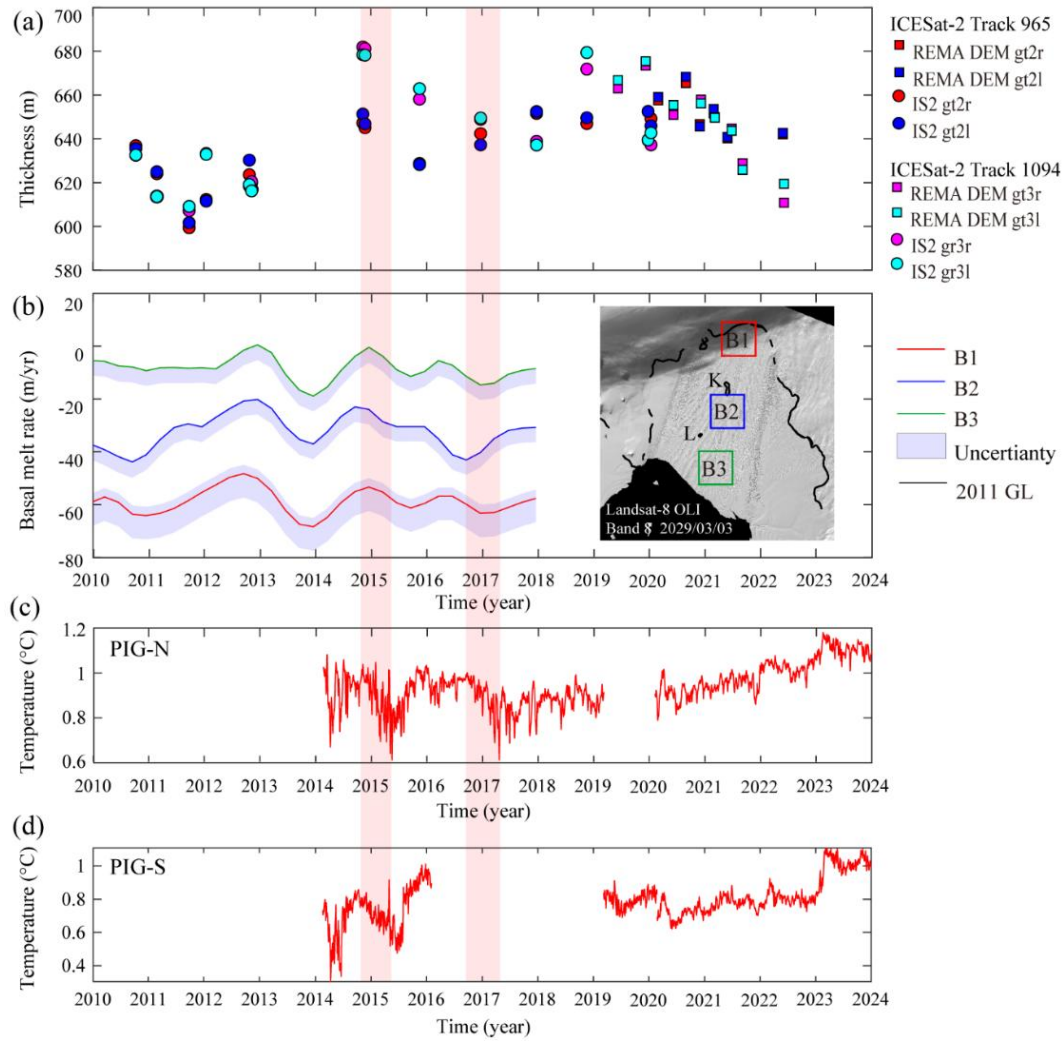 (a)
Thickness (m)
700
680
660
640
620
600
580
ICESat-2 Track 965
REMA DEM gt2r
REMA DEM gt2l
IS2 gt2r
IS2 gt2l
ICESat-2 Track 1094
REMA DEM gt3r
REMA DEM gt3l
IS2 gr3r
IS2 gr3l
(b)
Basal melt rate (m/yr)
20
0
-20
-40
-60
-80
B1
K
B2
L
B3
Landsat-8 OLI
Band 8 2029/03/03
B1
B2
B3
Uncertianty
2011 GL
2010 2011 2012 2013 2014 2015 2016 2017 2018 2019 2020 2021 2022 2023 2024
Time (year)
(c)
PIG-N
Temperature (°C)
1.2
1
0.8
0.6
2010 2011 2012 2013 2014 2015 2016 2017 2018 2019 2020 2021 2022 2023 2024
Time (year)
(d)
PIG-S
Temperature (°C)
1
0.8
0.6
0.4
2010 2011 2012 2013 2014 2015 2016 2017 2018 2019 2020 2021 2022 2023 2024
Time (year)